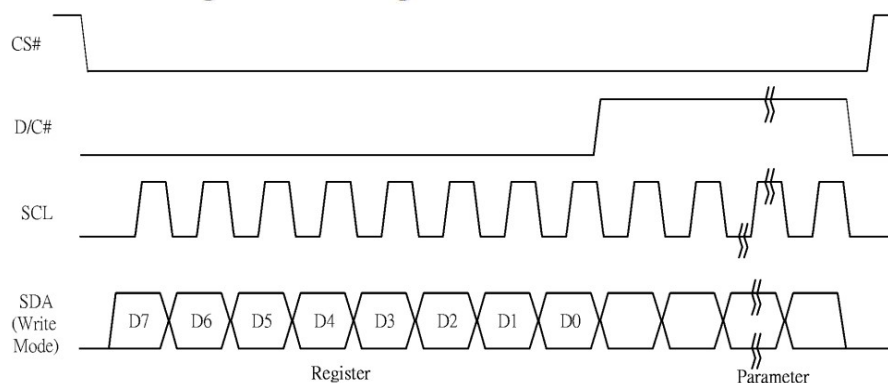 CS#
D/C#
SCL
SDA
(Write
Mode)
D7 D6 D5 D4 D3 D2 D1 D0
Register Parameter